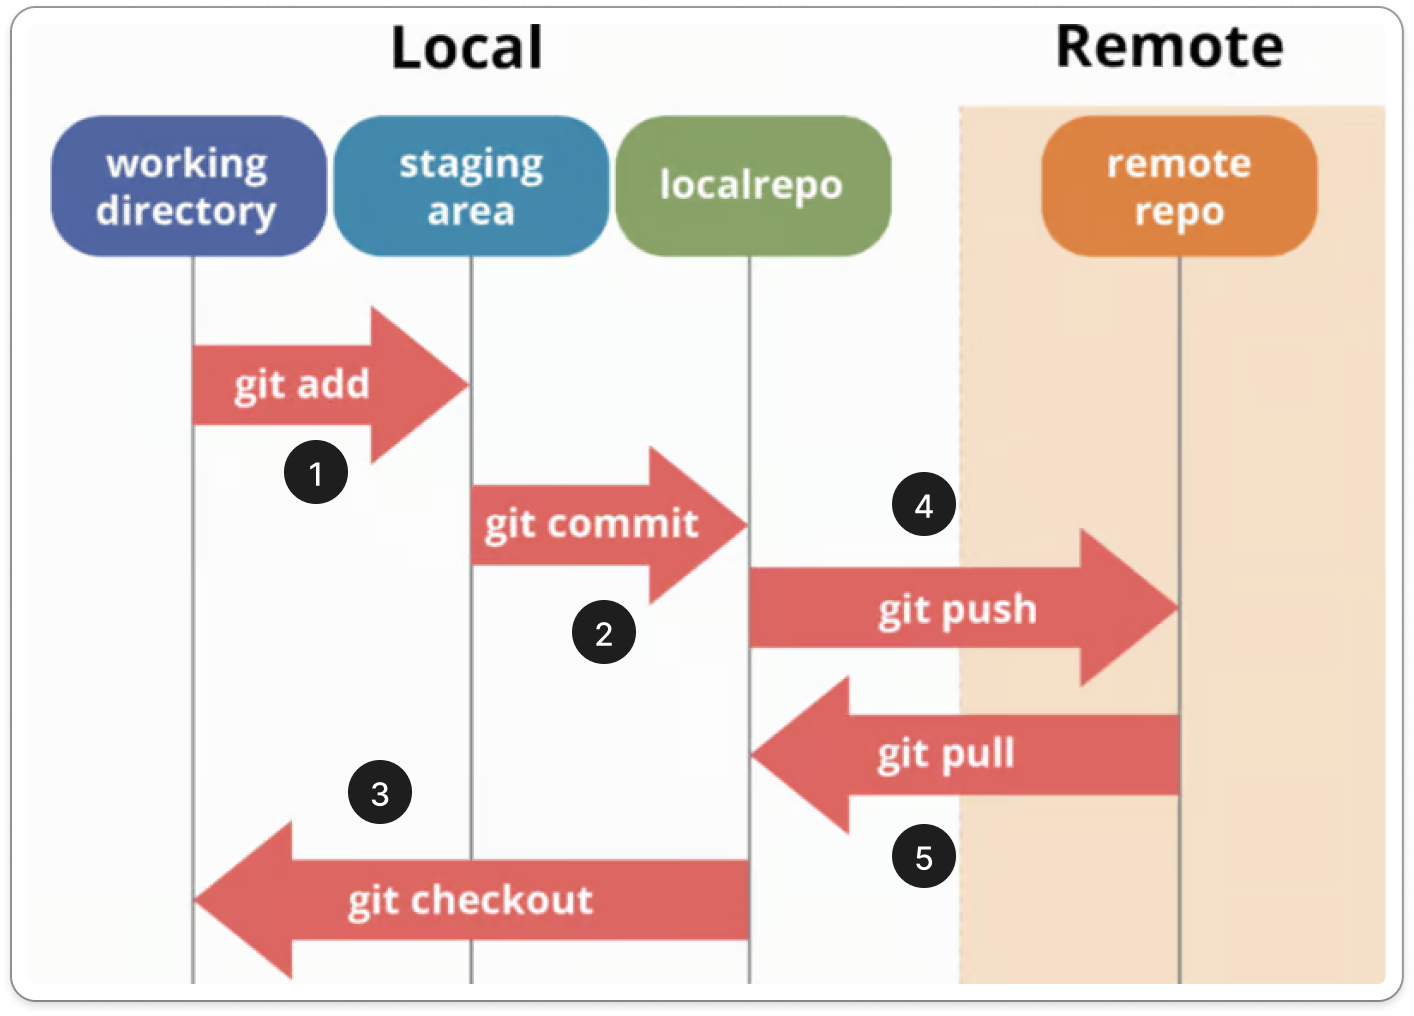 Local
Remote
working
directory
staging
area
localrepo
remote
repo
git add
1
git commit
2
4
git push
git pull
3
5
git checkout